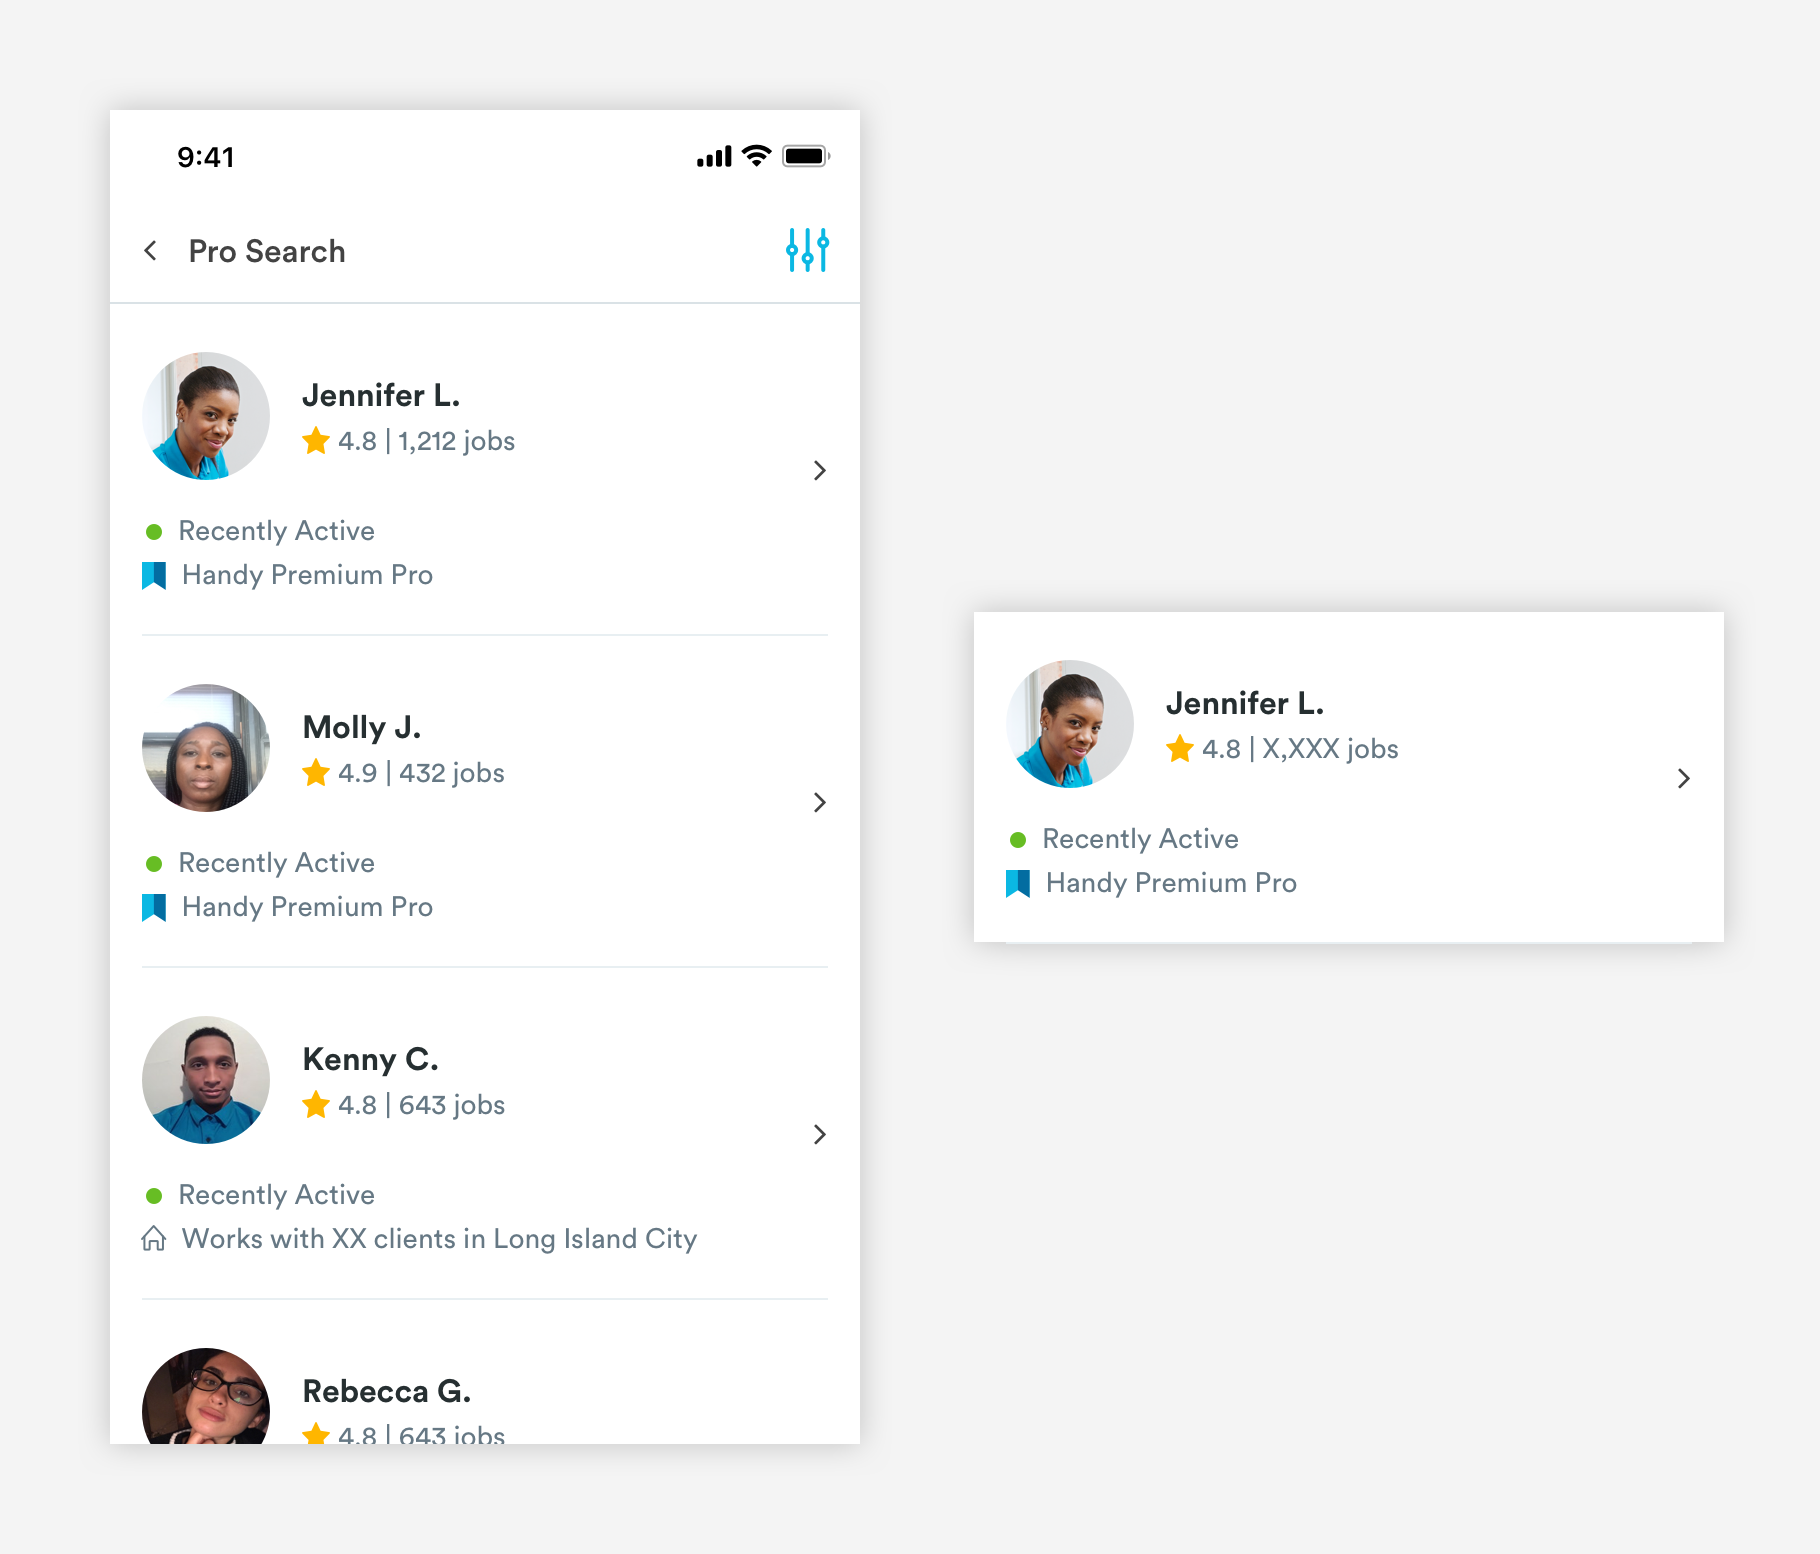 9:41
Pro Search
Jennifer L.
4.8 | 1,212 jobs
Recently Active
Handy Premium Pro
Molly J.
4.9 | 432 jobs
Recently Active
Handy Premium Pro
Kenny C.
4.8 | 643 jobs
Recently Active
Works with XX clients in Long Island City
Rebecca G.
4.8 | 643 jobs
Jennifer L.
4.8 | X,XXX jobs
Recently Active
Handy Premium Pro